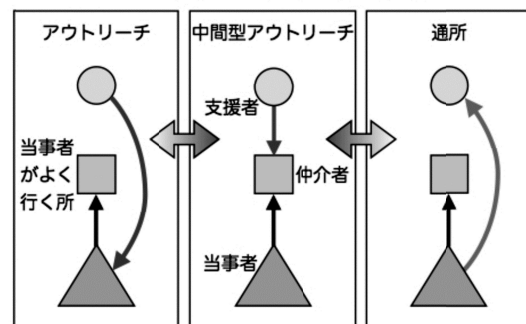 アウトリーチ
当事者
がよく
行く所
中間型アウトリーチ
支援者
仲介者
当事者
通所